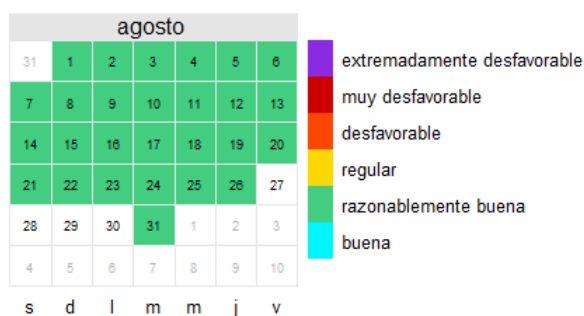 agosto
31 1 2 3 4 5 6
7 8 9 10 11 12 13
14 15 16 17 18 19 20
21 22 23 24 25 26 27
28 29 30 31 1 2 3
4 5 6 7 8 9 10
s d l m m j v
extremadamente desfavorable
muy desfavorable
desfavorable
regular
razonablemente buena
buena